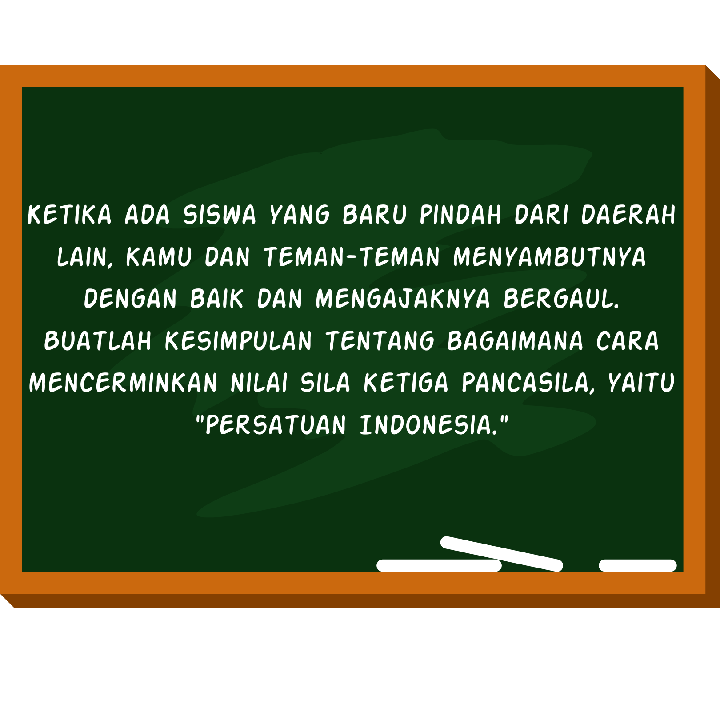 KETIKA ADA SISWA YANG BARU PINDAH DARI DAERAH
LAIN, KAMU DAN TEMAN-TEMAN MENYAMBUTNYA
DENGAN BAIK DAN MENGAJAKNYA BERGAUL.
BUATLAH KESIMPULAN TENTANG BAGAIMANA CARA
MENCERMINKAN NILAI SILA KETIGA PANCASILA, YAITU
"PERSATUAN INDONESIA."